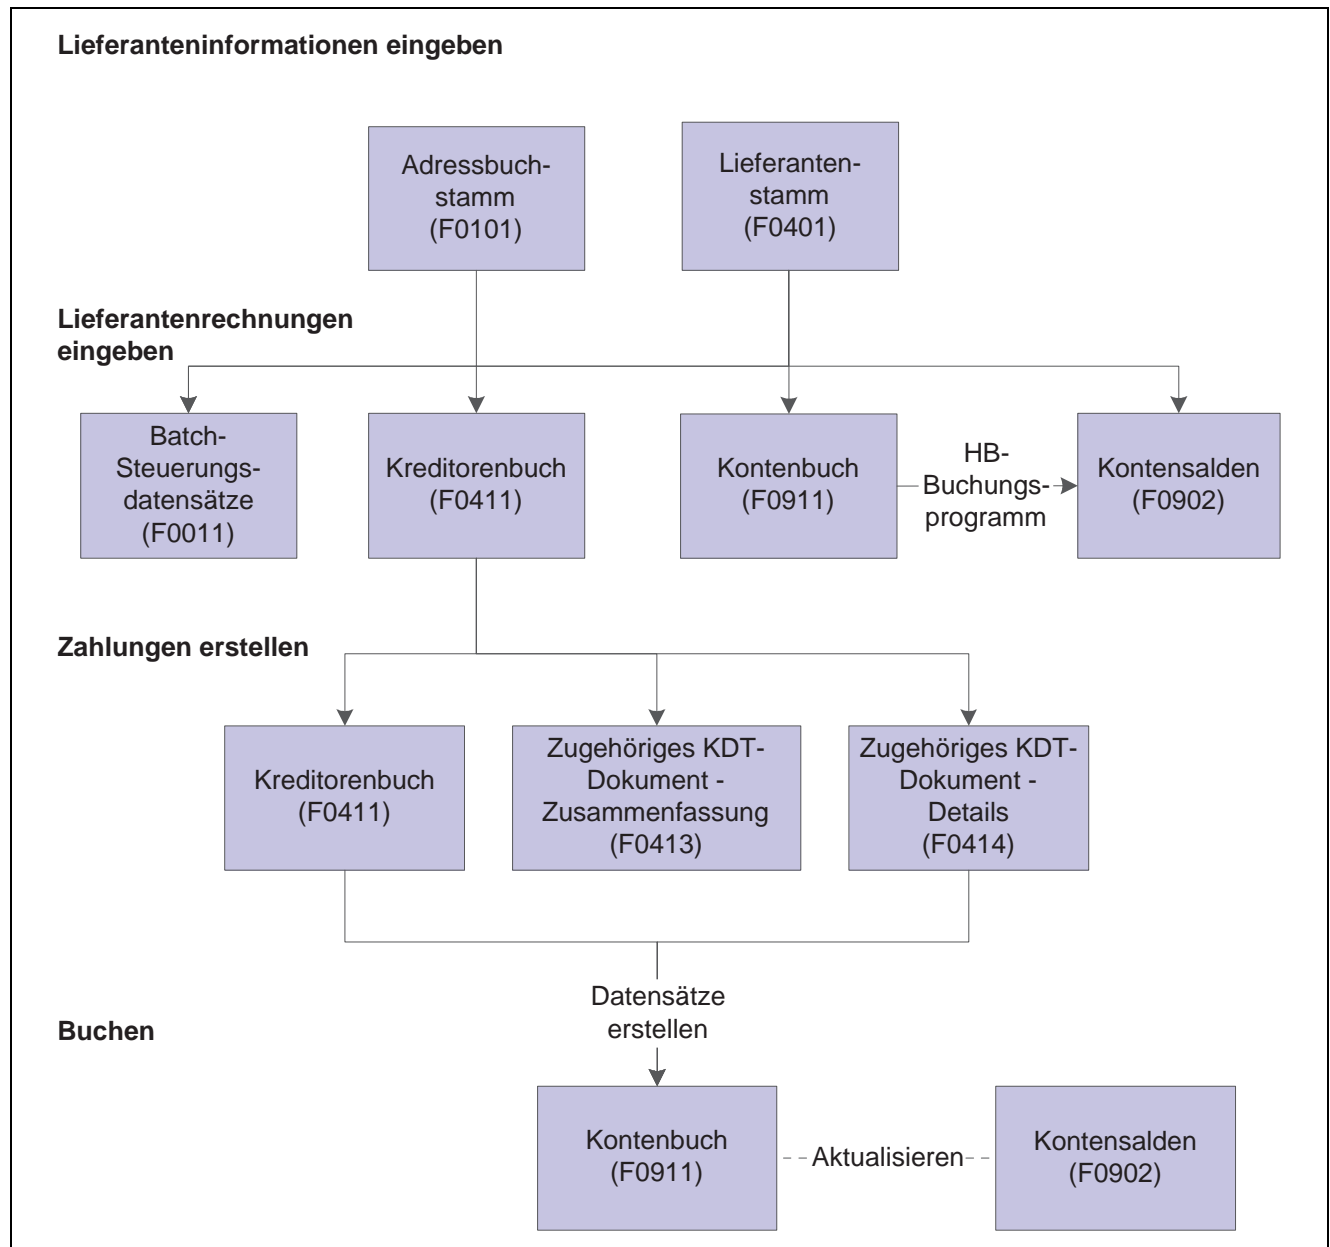 Lieferanteninformationen eingeben
Adressbuch-
stamm
(F0101)
Lieferanten-
stamm
(F0401)
Lieferantenrechnungen
eingeben
Batch-
Steuerungs-
datensätze
(F0011)
Kreditorenbuch
(F0411)
Kontenbuch
(F0911)
HB-
Buchungs-
programm
Kontensalden
(F0902)
Zahlungen erstellen
Kreditorenbuch
(F0411)
Zugehöriges KDT-
Dokument -
Zusammenfassung
(F0413)
Zugehöriges KDT-
Dokument -
Details
(F0414)
Datensätze
erstellen
Buchen
Kontenbuch
(F0911)
Aktualisieren
Kontensalden
(F0902)